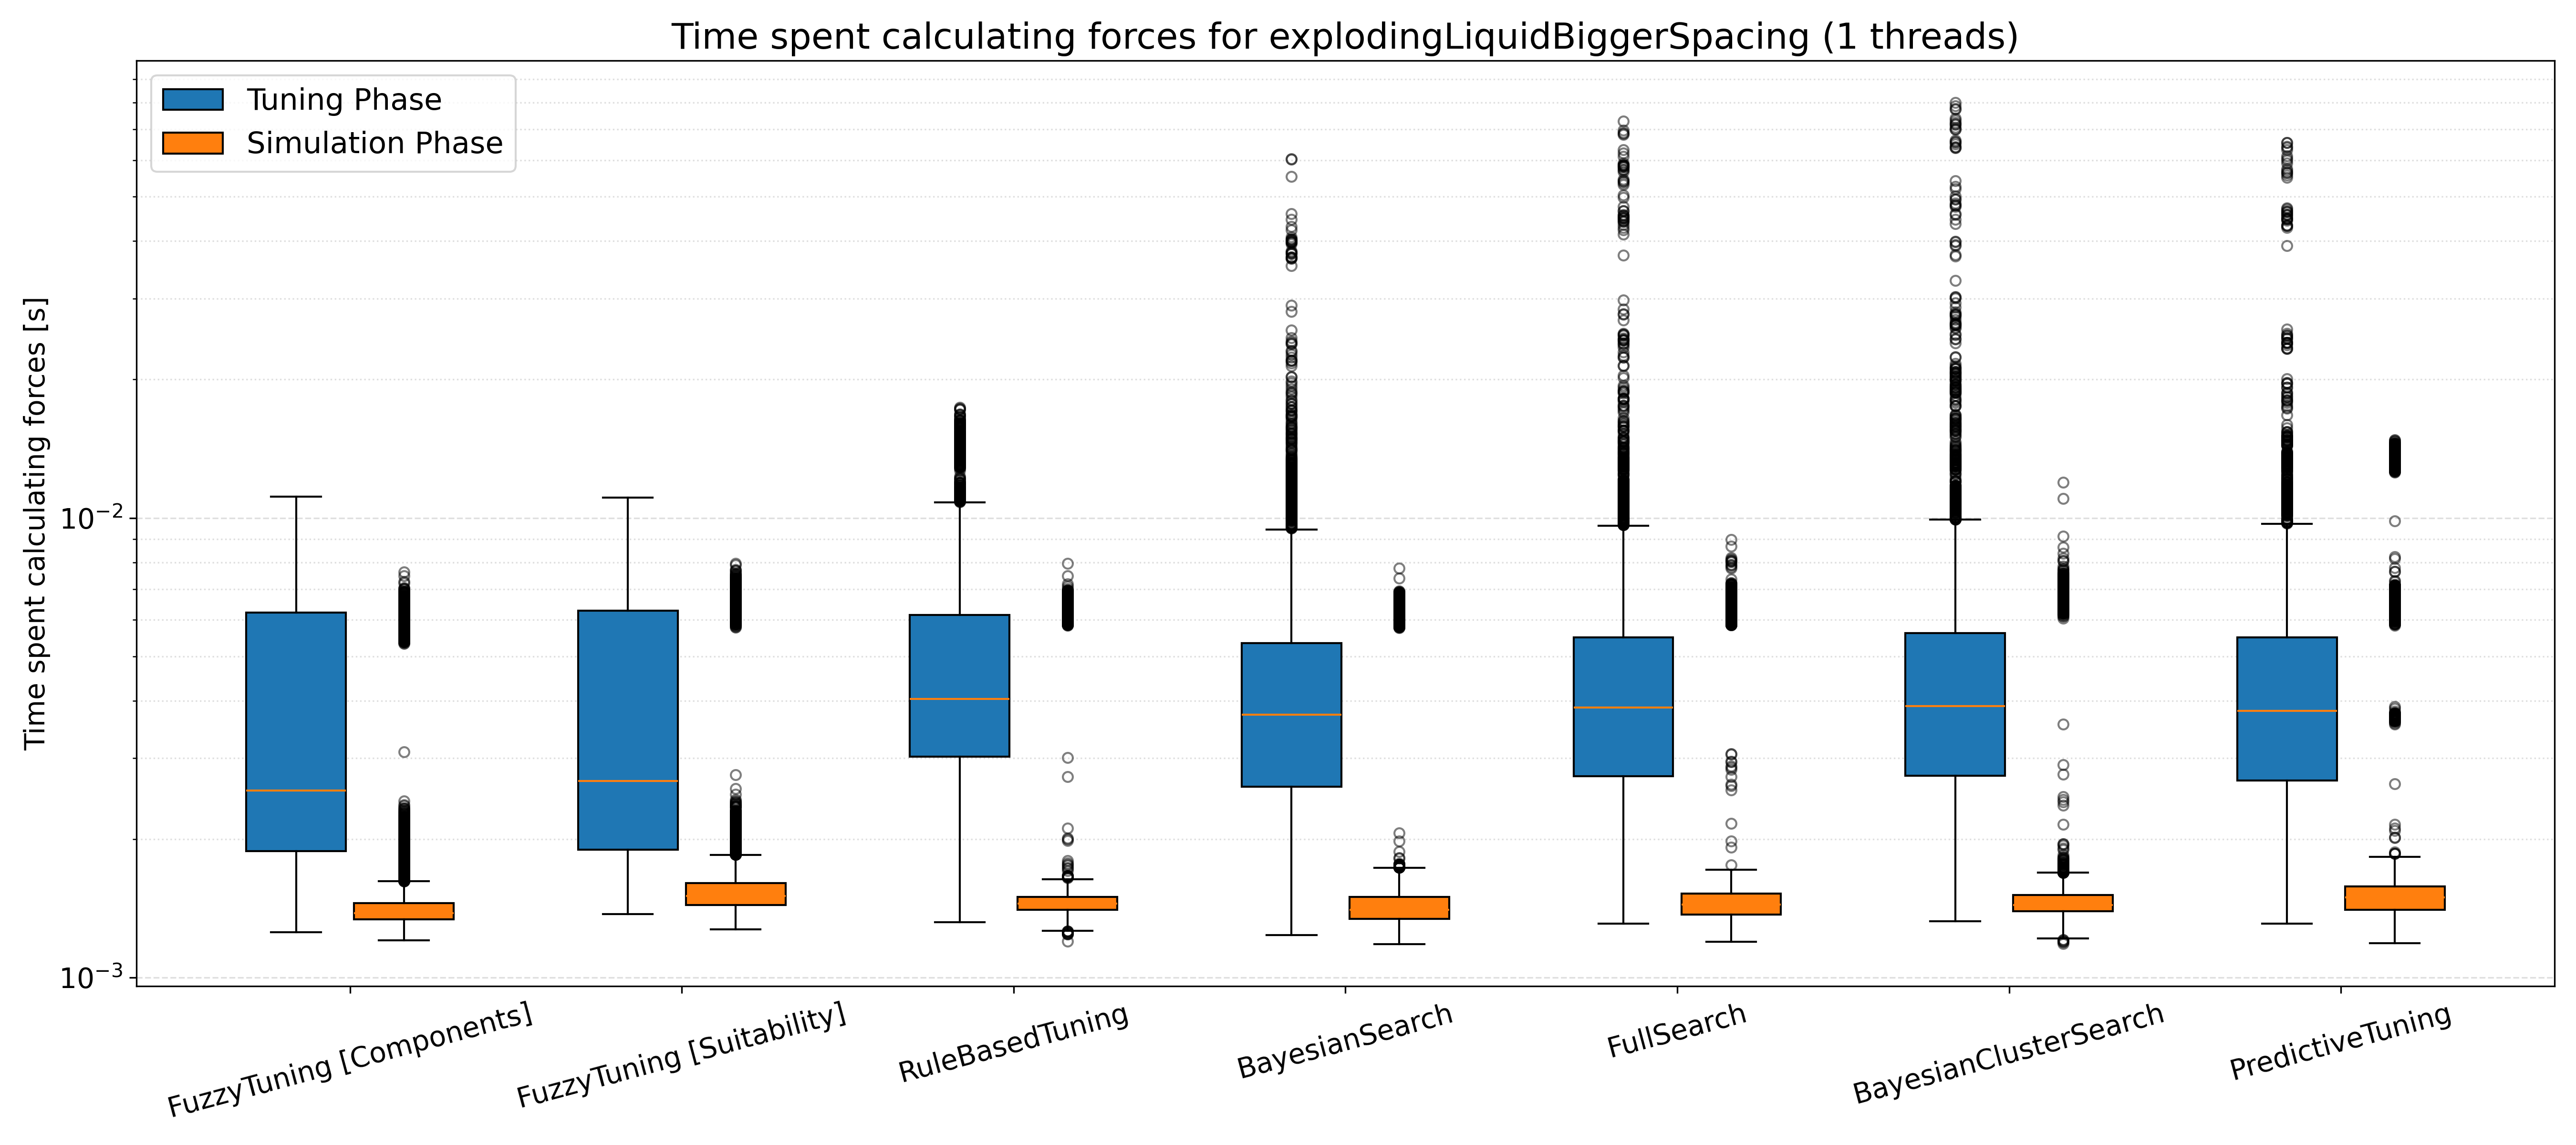 Time spent calculating forces for explodingLiquidBiggerSpacing (1 threads)
Tuning Phase
Simulation Phase
Time spent calculating forces [s]
10⁻²
10⁻³
FuzzyTuning [Components]
FuzzyTuning [Suitability]
RuleBasedTuning
BayesianSearch
FullSearch
BayesianClusterSearch
PredictiveTuning